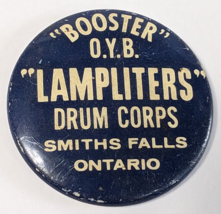 "BOOSTER"
O.Y.B.
"LAMPLITERS"
DRUM CORPS
SMITHS FALLS
ONTARIO